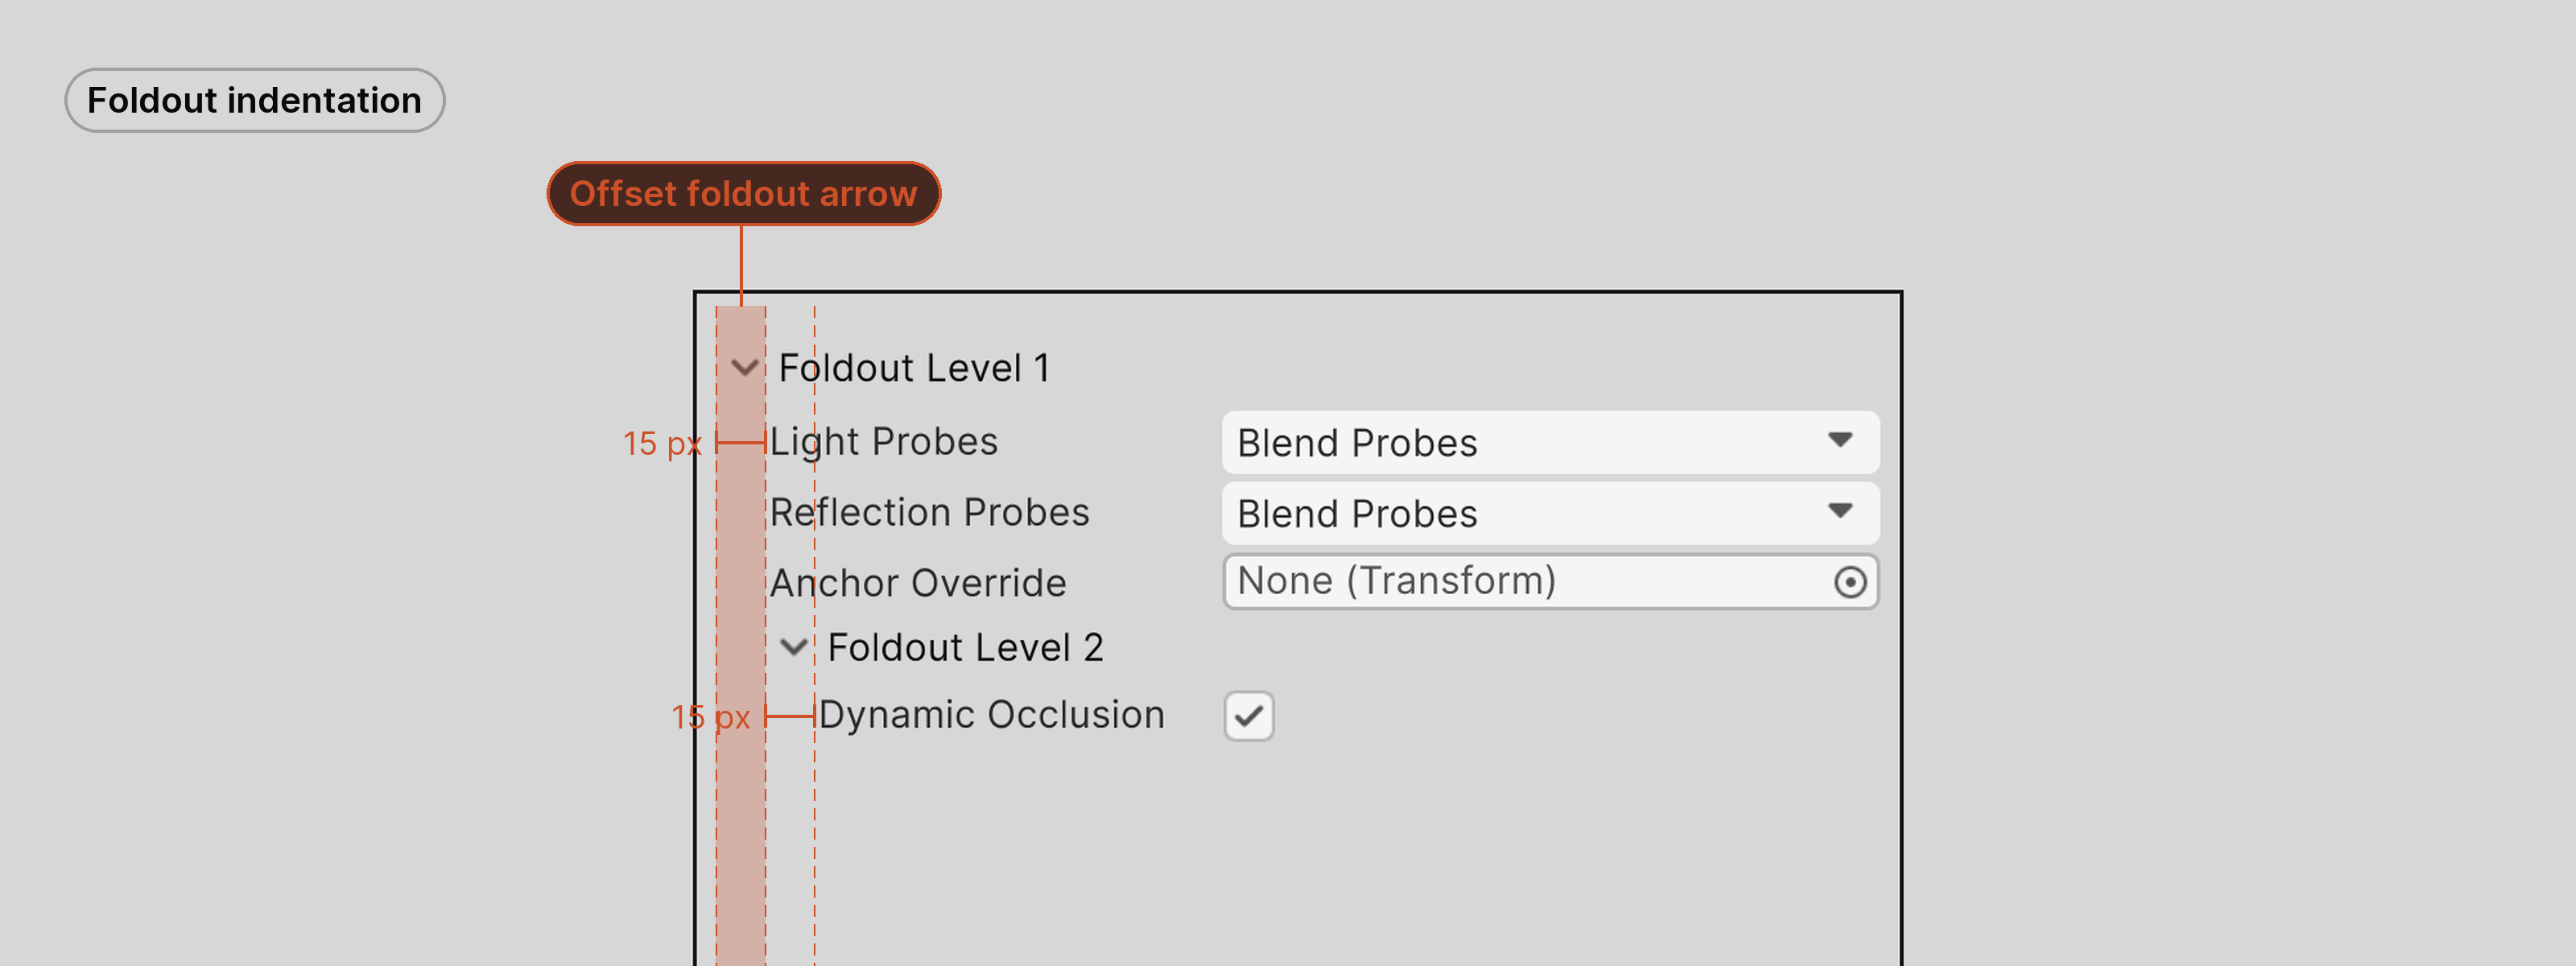 Foldout indentation
Offset foldout arrow
Foldout Level 1
15 px Light Probes Blend Probes
Reflection Probes Blend Probes
Anchor Override None (Transform)
Foldout Level 2
15 px Dynamic Occlusion